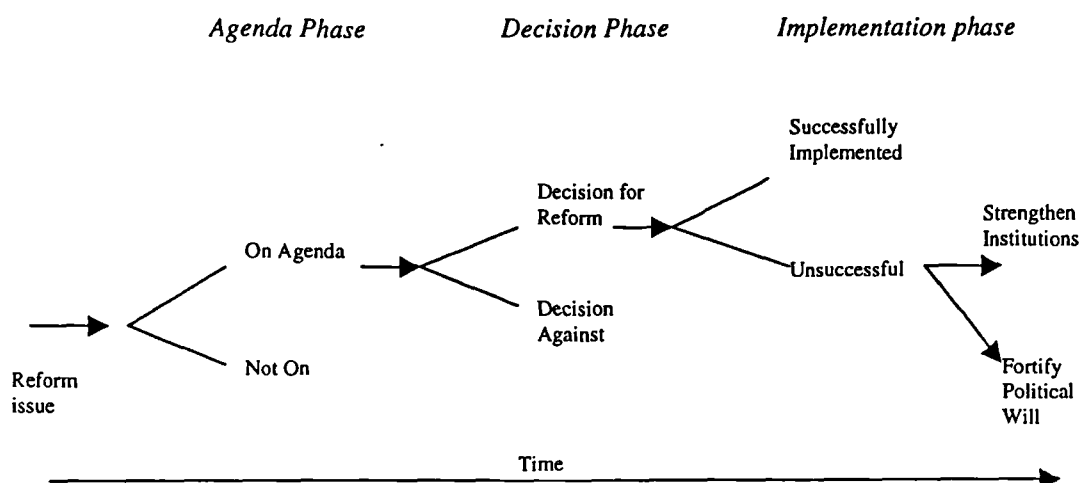 Agenda Phase
Decision Phase
Implementation phase
Successfully
Implemented
Decision for
Reform
Strengthen
Institutions
On Agenda
Unsuccessful
Decision
Against
Not On
Reform
issue
Fortify
Political
Will
Time